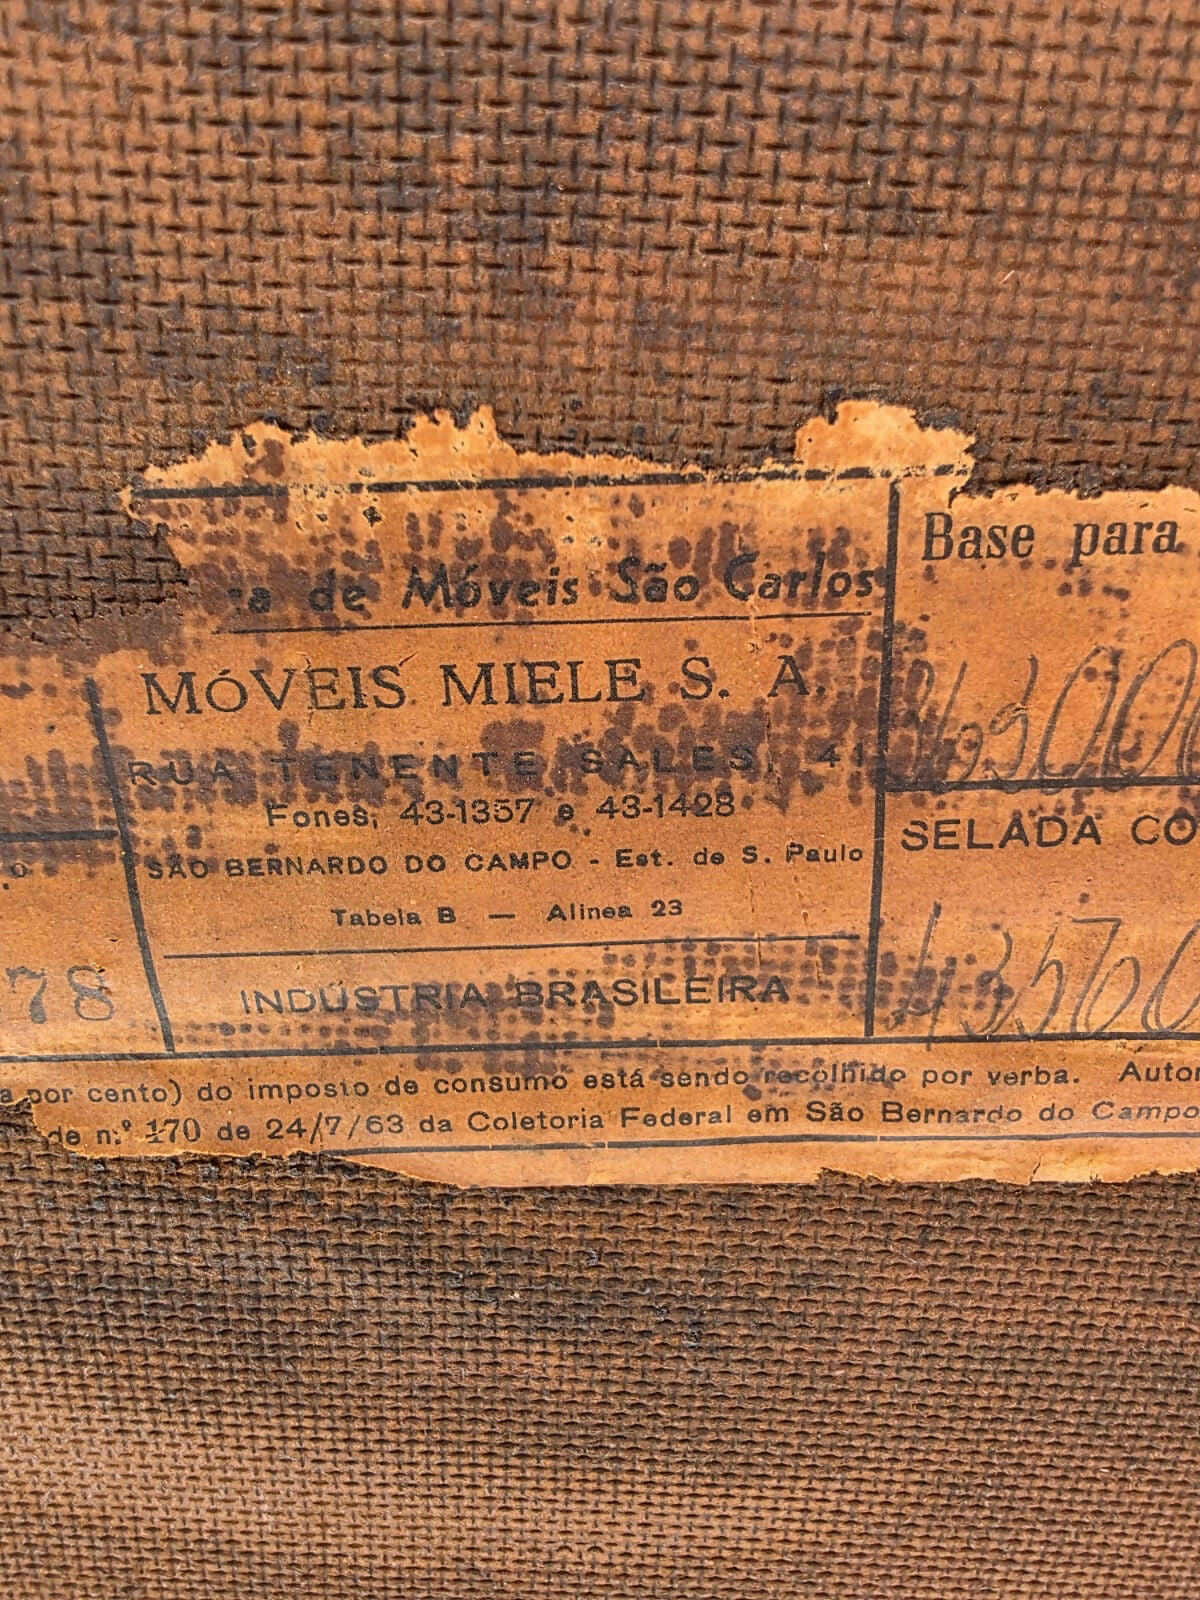 de Móveis São Carlos
Base para
MÓVEIS MIELE S. A.
RUA TENENTE SALES, 41
Fones, 43-1357 e 43-1428
SELADA CO
SÃO BERNARDO DO CAMPO - Est. de S. Paulo
Tabela B — Alinea 23
78
INDÚSTRIA BRASILEIRA
por cento) do imposto de consumo está sendo recolhido por verba. Autor
de n.º 170 de 24/7/63 da Coletoria Federal em São Bernardo do Campo